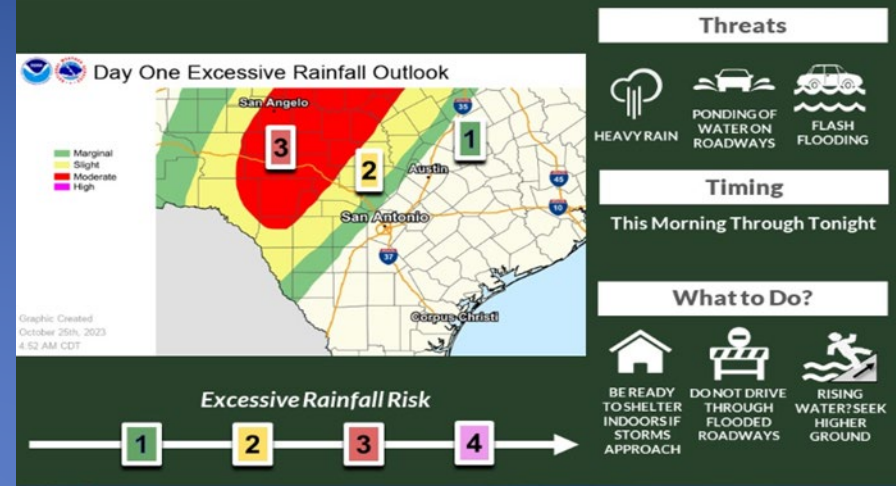 Day One Excessive Rainfall Outlook
Marginal
Slight
Moderate
High
San Angelo
35
3
1
2
Austin
45
10
San Antonio
37
Corpus Christi
Graphic Created
October 25th, 2023
4:52 AM CDT
Excessive Rainfall Risk
1
2
3
4
Threats
HEAVY RAIN
PONDING OF
WATER ON
ROADWAYS
FLASH
FLOODING
Timing
This Morning Through Tonight
What to Do?
BE READY
TO SHELTER
INDOORS IF
STORMS
APPROACH
DO NOT DRIVE
THROUGH
FLOODED
ROADWAYS
RISING
WATER? SEEK
HIGHER
GROUND